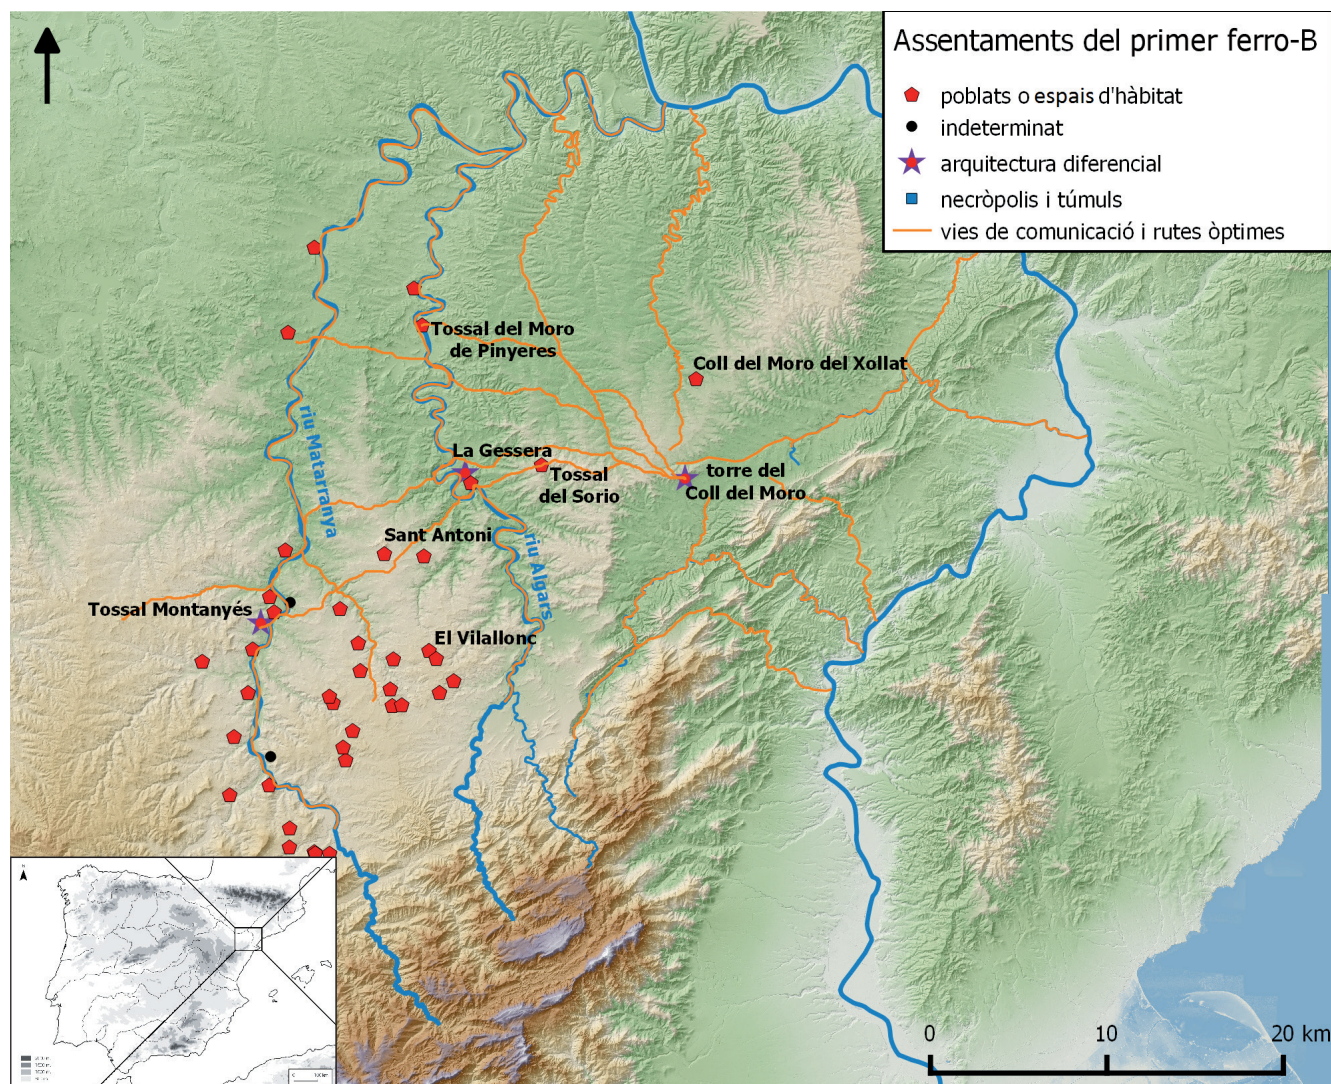 Assentaments del primer ferro-B
poblats o espais d'hàbitat
indeterminat
arquitectura diferencial
necròpolis i túmuls
vies de comunicació i rutes òptimes
Tossal del Moro
de Pinyeres
Coll del Moro del Xollat
riu Matarranya
La Gessera
Tossal
del Sorio
torre del
Coll del Moro
Sant Antoni
riu Algars
Tossal Montanyés
El Vilallonc
0 10 20 km
N